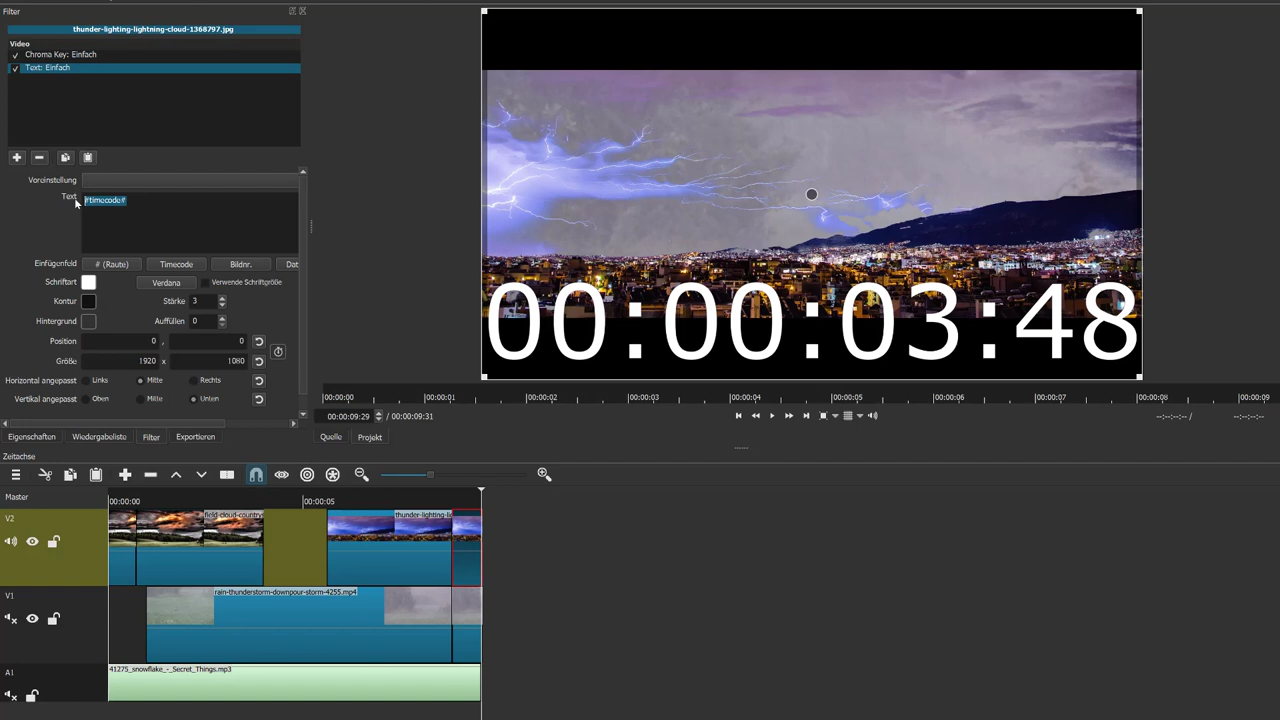 Filter
thunder-lighting-lightning-cloud-1368797.jpg
Video
✓ Chroma Key: Einfach
✓ Text: Einfach
Voreinstellung
Text
#timecode#
Einfügenfeld
# (Raute)
Timecode
Bildnr.
Dat
Schriftart
Verdana
Verwende Schriftgröße
Kontur
Stärke
3
Hintergrund
Auffüllen
0
Position
0 ,
0
Größe
1920 x
1080
Horizontal angepasst
Links
Mitte
Rechts
Vertikal angepasst
Oben
Mitte
Unten
00:00:03:48
00:00:00
00:00:01
00:00:02
00:00:03
00:00:04
00:00:05
00:00:06
00:00:07
00:00:08
00:00:09
00:00:09:29
/ 00:00:09:31
--:--:--:-- /
--:--:--:--
Eigenschaften
Wiedergabeliste
Filter
Exportieren
Quelle
Projekt
Zeitachse
Master
00:00:00
00:00:05
V2
field-cloud-country
thunder-lighting-li
V1
rain-thunderstorm-downpour-storm-4255.mp4
A1
41275_snowflake_-_Secret_Things.mp3